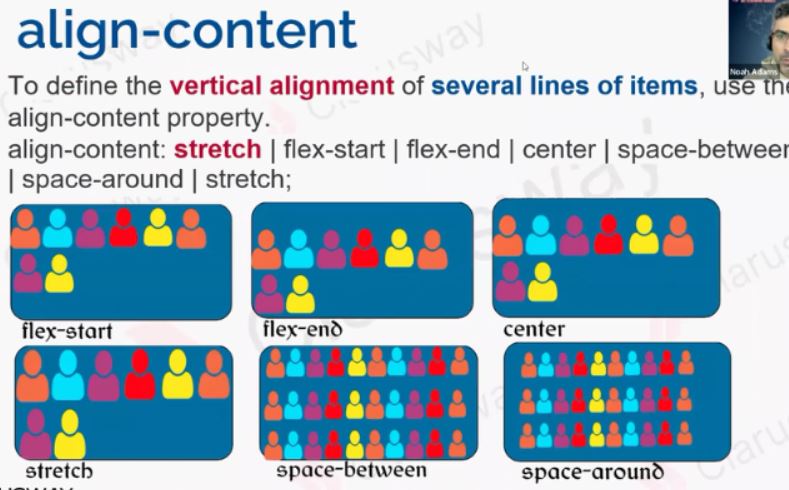 align-content
Noah Adams
To define the vertical alignment of several lines of items, use the
align-content property.
align-content: stretch | flex-start | flex-end | center | space-between
| space-around | stretch;
flex-start
flex-end
center
stretch
space-between
space-around
Clarusway